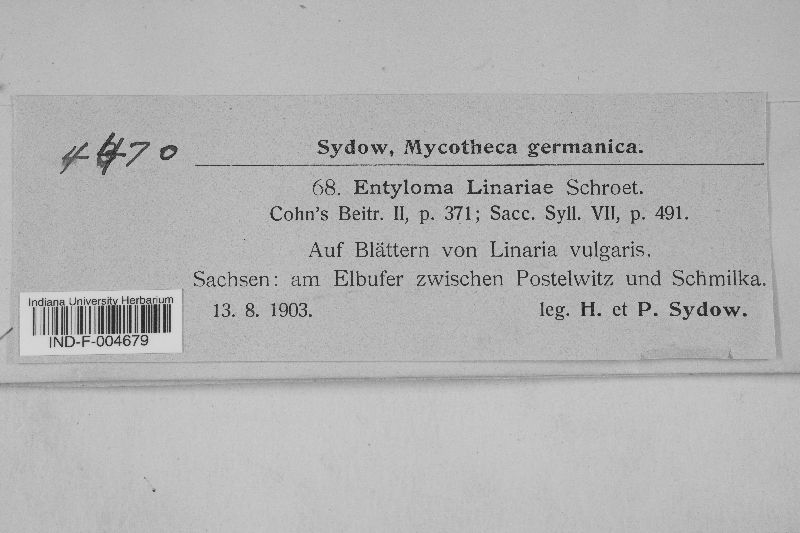 4470
Sydow, Mycotheca germanica.
68. Entyloma Linariae Schroet.
Cohn's Beitr. II, p. 371; Sacc. Syll. VII, p. 491.
Auf Blättern von Linaria vulgaris.
Sachsen: am Elbufer zwischen Postelwitz und Schmilka.
13. 8. 1903. leg. H. et P. Sydow.
Indiana University Herbarium
IND-F-004679